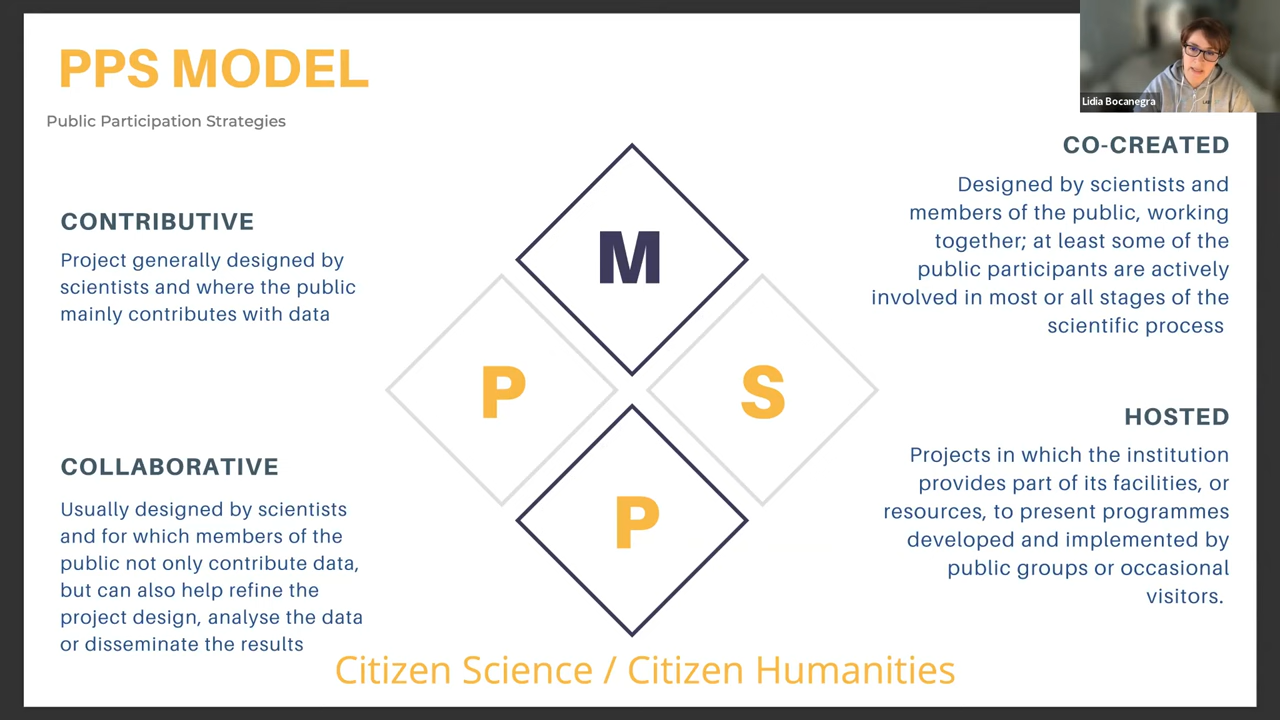 PPS MODEL
Public Participation Strategies
Lidia Bocanegra
CONTRIBUTIVE
Project generally designed by
scientists and where the public
mainly contributes with data
COLLABORATIVE
Usually designed by scientists
and for which members of the
public not only contribute data,
but can also help refine the
project design, analyse the data
or disseminate the results
M
P
S
P
CO-CREATED
Designed by scientists and
members of the public, working
together; at least some of the
public participants are actively
involved in most or all stages of the
scientific process
HOSTED
Projects in which the institution
provides part of its facilities, or
resources, to present programmes
developed and implemented by
public groups or occasional
visitors.
Citizen Science / Citizen Humanities